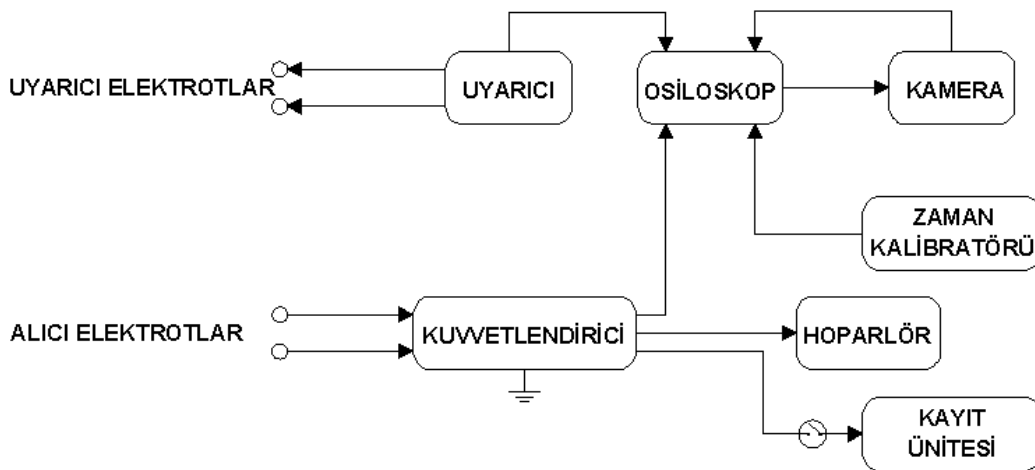 UYARICI ELEKTROTLAR
UYARICI
OSİLOSKOP
KAMERA
ZAMAN
KALİBRATÖRÜ
ALICI ELEKTROTLAR
KUVVETLENDİRİCİ
HOPARLÖR
KAYIT
ÜNİTESİ